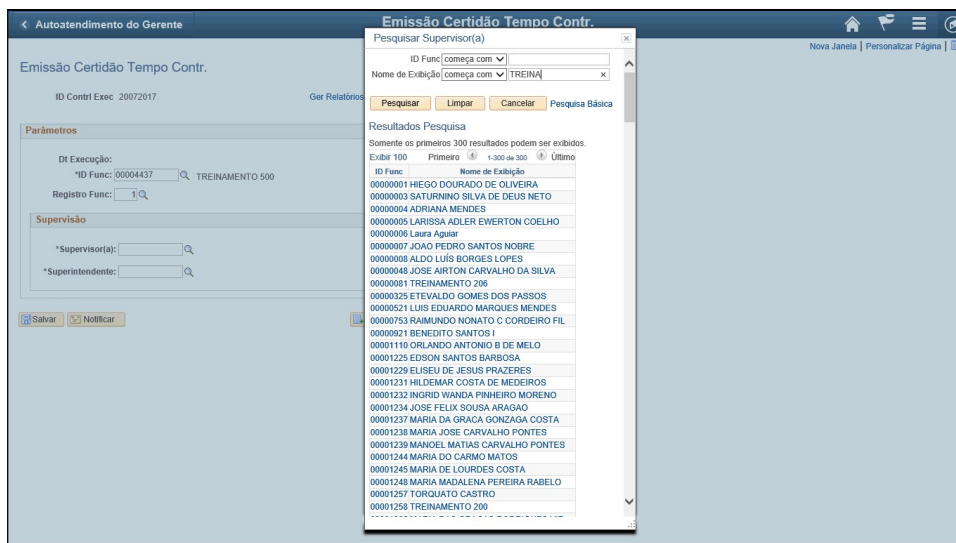 Autoatendimento do Gerente
Emissão Certidão Tempo Contr.
Nova Janela | Personalizar Página |
Emissão Certidão Tempo Contr.
ID Contrl Exec 20072017
Ger Relatórios
Parâmetros
Dt Execução:
*ID Func: 00004437 TREINAMENTO 500
Registro Func: 1
Supervisão
*Supervisor(a):
*Superintendente:
Salvar Notificar
Pesquisar Supervisor(a)
ID Func começa com
Nome de Exibição começa com TREINA x
Pesquisar Limpar Cancelar Pesquisa Básica
Resultados Pesquisa
Somente os primeiros 300 resultados podem ser exibidos.
Exibir 100 Primeiro 1-300 de 300 Último
ID Func Nome de Exibição
00000001 HIEGO DOURADO DE OLIVEIRA
00000003 SATURNINO SILVA DE DEUS NETO
00000004 ADRIANA MENDES
00000005 LARISSA ADLER EWERTON COELHO
00000006 Laura Aguiar
00000007 JOAO PEDRO SANTOS NOBRE
00000008 ALDO LUÍS BORGES LOPES
00000048 JOSE AIRTON CARVALHO DA SILVA
00000081 TREINAMENTO 206
00000325 ETEVALDO GOMES DOS PASSOS
00000521 LUIS EDUARDO MARQUES MENDES
00000753 RAIMUNDO NONATO C CORDEIRO FIL
00000921 BENEDITO SANTOS I
00001110 ORLANDO ANTONIO B DE MELO
00001225 EDSON SANTOS BARBOSA
00001229 ELISEU DE JESUS PRAZERES
00001231 HILDEMAR COSTA DE MEDEIROS
00001232 INGRID WANDA PINHEIRO MORENO
00001234 JOSE FELIX SOUSA ARAGAO
00001237 MARIA DA GRACA GONZAGA COSTA
00001238 MARIA JOSE CARVALHO PONTES
00001239 MANOEL MATIAS CARVALHO PONTES
00001244 MARIA DO CARMO MATOS
00001245 MARIA DE LOURDES COSTA
00001248 MARIA MADALENA PEREIRA RABELO
00001257 TORQUATO CASTRO
00001258 TREINAMENTO 200